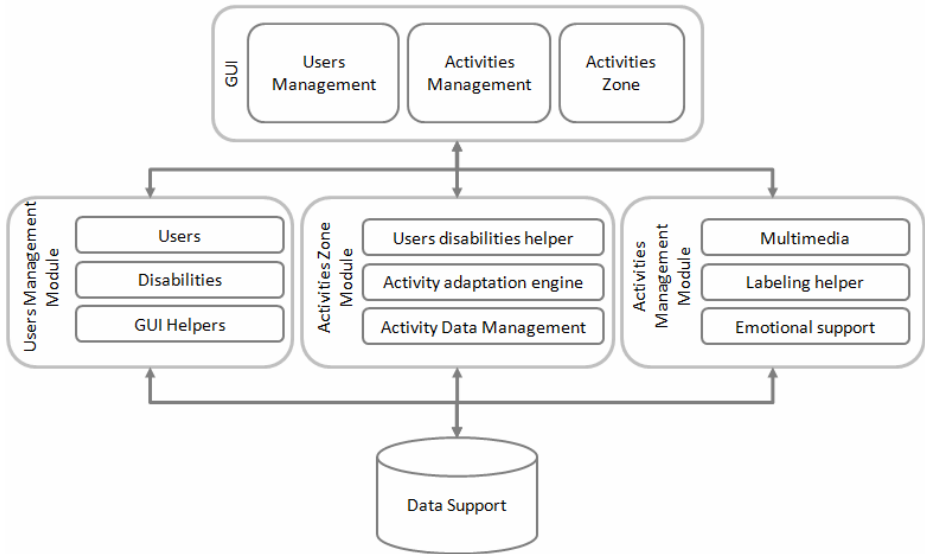 GUI
Users
Management
Activities
Management
Activities
Zone
Users Management
Module
Users
Disabilities
GUI Helpers
Activities Zone
Module
Users disabilities helper
Activity adaptation engine
Activity Data Management
Activities
Management
Module
Multimedia
Labeling helper
Emotional support
Data Support